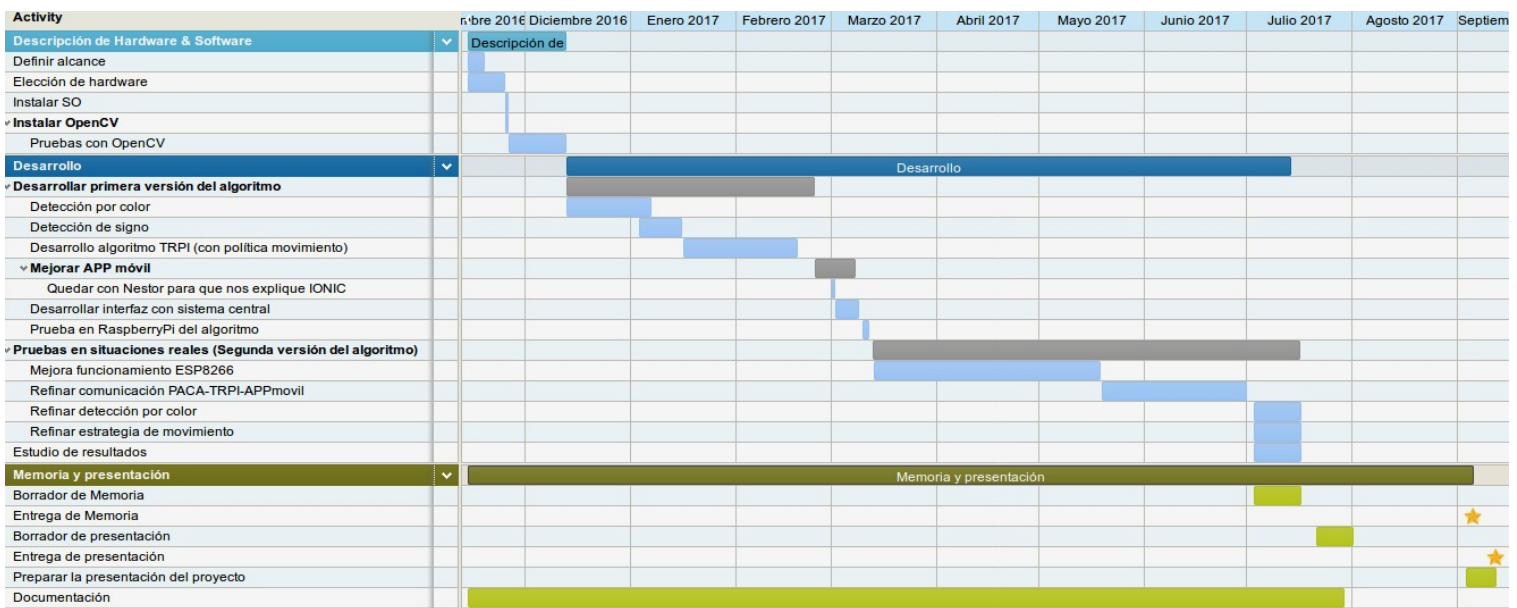 Activity
bre 2016 Diciembre 2016 Enero 2017 Febrero 2017 Marzo 2017 Abril 2017 Mayo 2017 Junio 2017 Julio 2017 Agosto 2017 Septiem
Descripción de Hardware & Software Descripción de
Definir alcance
Elección de hardware
Instalar SO
Instalar OpenCV
Pruebas con OpenCV
Desarrollo Desarrollo
Desarrollar primera versión del algoritmo
Detección por color
Detección de signo
Desarrollo algoritmo TRPI (con política movimiento)
Mejorar APP móvil
Quedar con Nestor para que nos explique IONIC
Desarrollar interfaz con sistema central
Prueba en RaspberryPi del algoritmo
Pruebas en situaciones reales (Segunda versión del algoritmo)
Mejora funcionamiento ESP8266
Refinar comunicación PACA-TRPI-APPmovil
Refinar detección por color
Refinar estrategia de movimiento
Estudio de resultados
Memoria y presentación Memoria y presentación
Borrador de Memoria
Entrega de Memoria
Borrador de presentación
Entrega de presentación
Preparar la presentación del proyecto
Documentación